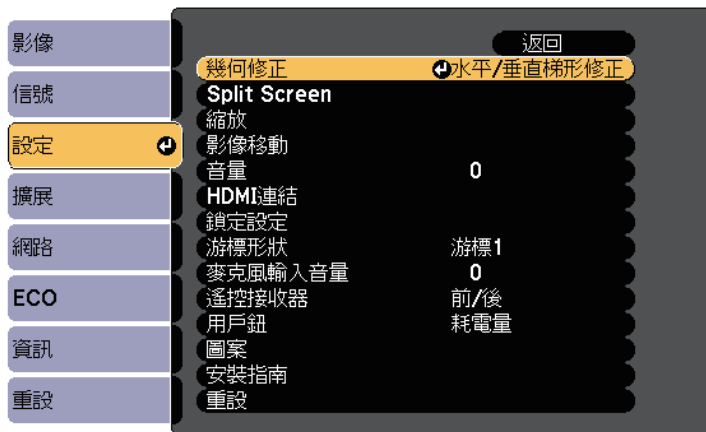 影像
信號
設定
擴展
網路
ECO
資訊
重設
返回
幾何修正 水平/垂直梯形修正
Split Screen
縮放
影像移動
音量 0
HDMI連結
鎖定設定
游標形狀 游標1
麥克風輸入音量 0
遙控接收器 前/後
用戶鈕 耗電量
圖案
安裝指南
重設